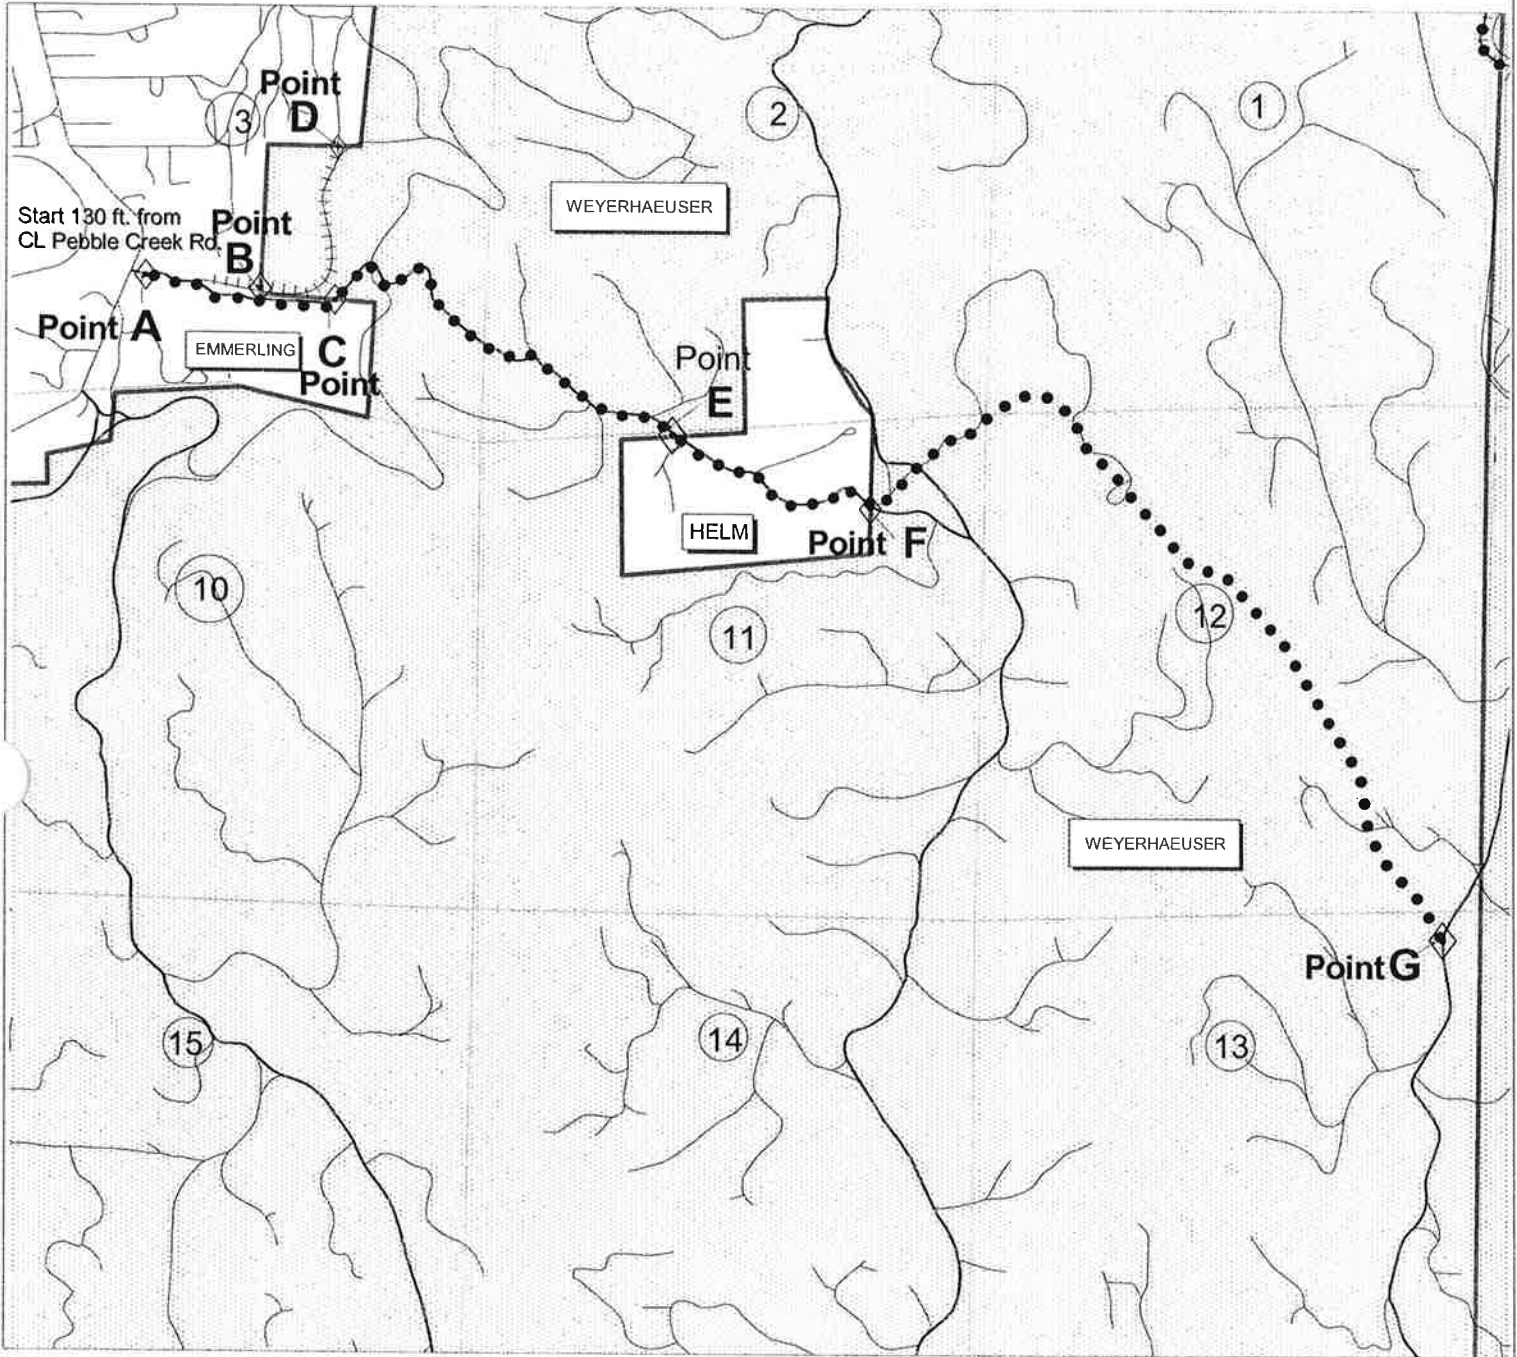 Point
D
3
2
1
WEYERHAEUSER
Start 130 ft. from
CL Pebble Creek Rd.
Point
B
Point A
EMMERLING
C
Point
Point
E
HELM
Point F
10
11
12
WEYERHAEUSER
Point G
15
14
13